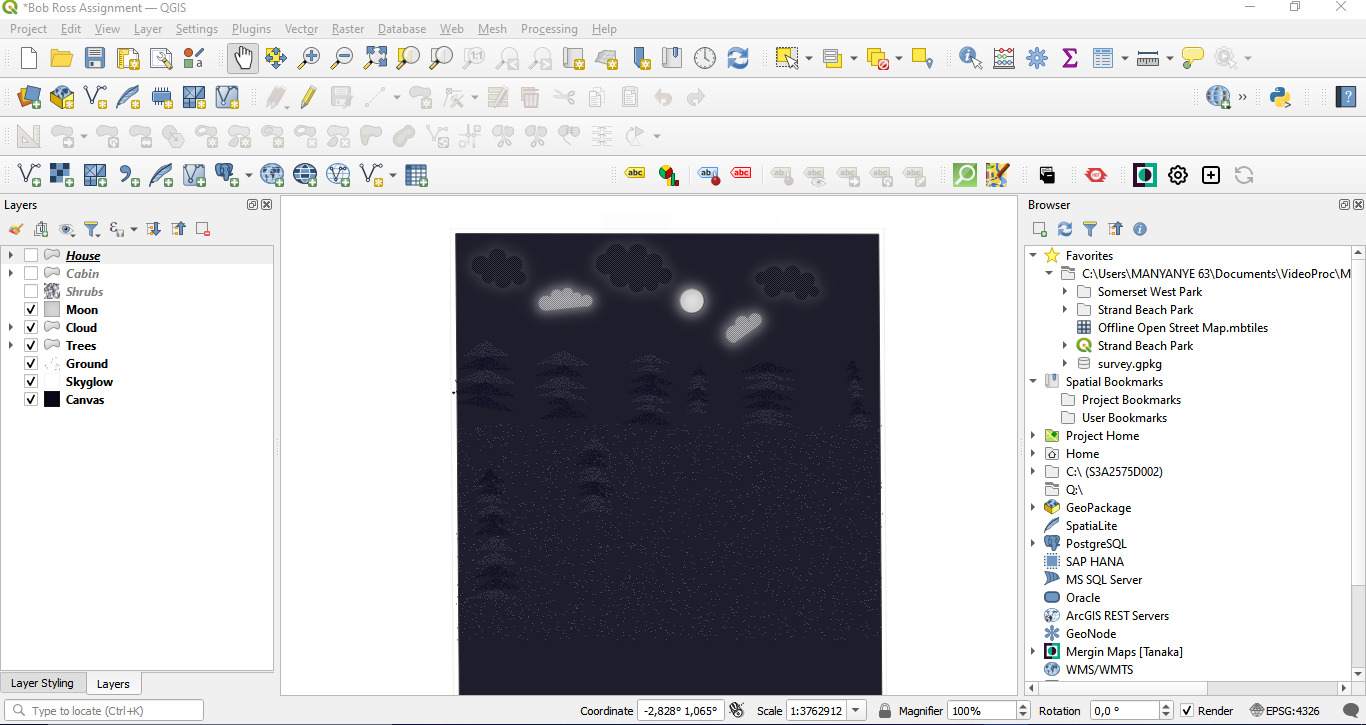 *Bob Ross Assignment — QGIS
Project Edit View Layer Settings Plugins Vector Raster Database Web Mesh Processing Help
abc abc abc abc
Layers
House
Cabin
Shrubs
Moon
Cloud
Trees
Ground
Skyglow
Canvas
Layer Styling Layers
Browser
Favorites
C:\Users\MANYANYE 63\Documents\VideoProc\M
Somerset West Park
Strand Beach Park
Offline Open Street Map.mbtiles
Strand Beach Park
survey.gpkg
Spatial Bookmarks
Project Bookmarks
User Bookmarks
Project Home
Home
C:\ (S3A2575D002)
Q:\
GeoPackage
SpatiaLite
PostgreSQL
SAP HANA
MS SQL Server
Oracle
ArcGIS REST Servers
GeoNode
Mergin Maps [Tanaka]
WMS/WMTS
Type to locate (Ctrl+K) Coordinate -2,828° 1,065° Scale 1:3762912 Magnifier 100% Rotation 0,0 ° Render EPSG:4326